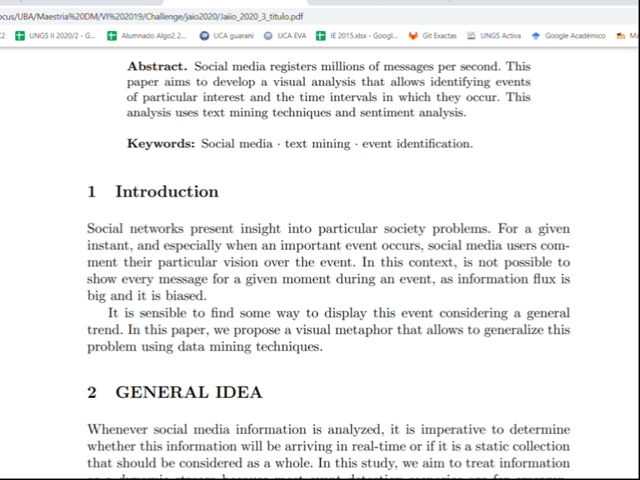 ocus/UBA/Maestria%20DM/VI%202019/Challenge/jaio2020/Jaiio_2020_3_titulo.pdf
C2 UNGS II 2020/2 - G... Alumnado Algo2 2... UCA guarani UCA EVA IE 2015.xlsx - Googl... Git Exactas UNGS Activa Google Académico Ma
Abstract. Social media registers millions of messages per second. This
paper aims to develop a visual analysis that allows identifying events
of particular interest and the time intervals in which they occur. This
analysis uses text mining techniques and sentiment analysis.
Keywords: Social media · text mining · event identification.
1 Introduction
Social networks present insight into particular society problems. For a given
instant, and especially when an important event occurs, social media users com-
ment their particular vision over the event. In this context, is not possible to
show every message for a given moment during an event, as information flux is
big and it is biased.
It is sensible to find some way to display this event considering a general
trend. In this paper, we propose a visual metaphor that allows to generalize this
problem using data mining techniques.
2 GENERAL IDEA
Whenever social media information is analyzed, it is imperative to determine
whether this information will be arriving in real-time or if it is a static collection
that should be considered as a whole. In this study, we aim to treat information